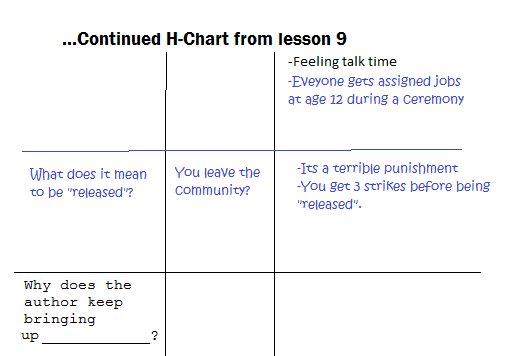 ...Continued H-Chart from lesson 9
-Feeling talk time
-Eveyone gets assigned jobs
at age 12 during a Ceremony
What does it mean
to be "released"?
You leave the
Community?
-Its a terrible punishment
-You get 3 strikes before being
"released".
Why does the
author keep
bringing
up _____________?